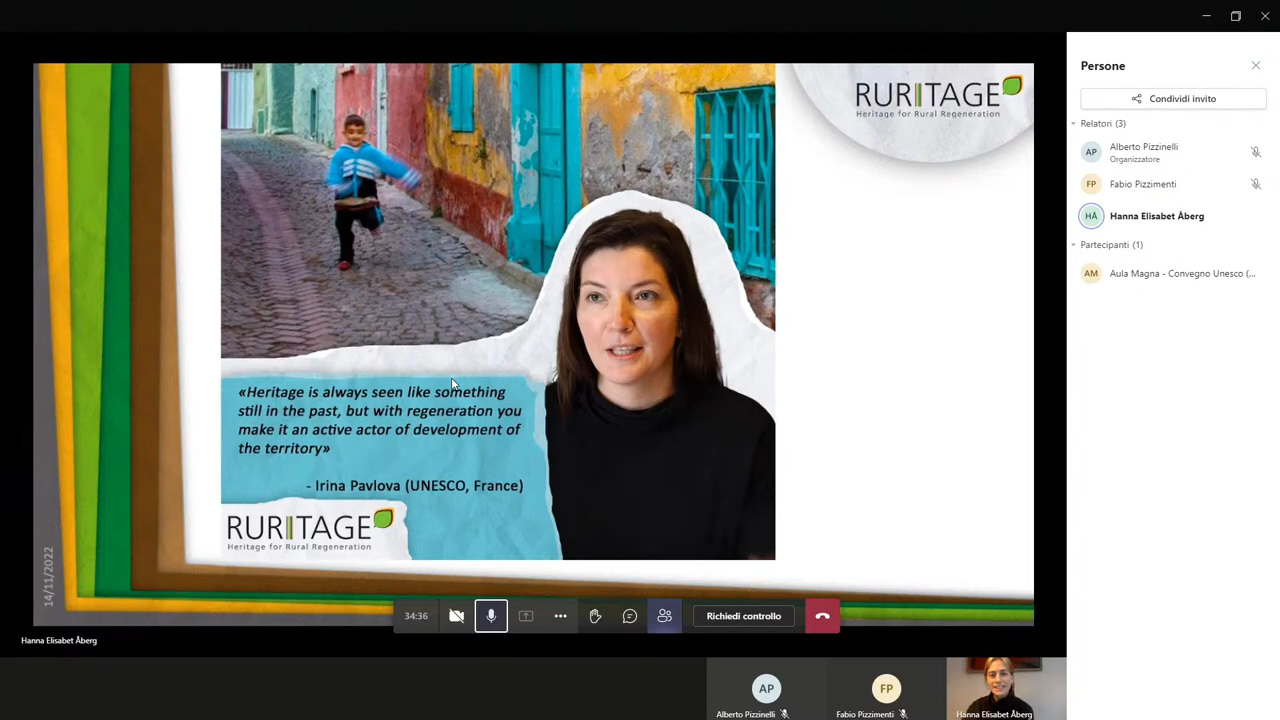 RURITAGE
Heritage for Rural Regeneration
«Heritage is always seen like something
still in the past, but with regeneration you
make it an active actor of development of
the territory»
- Irina Pavlova (UNESCO, France)
RURITAGE
Heritage for Rural Regeneration
14/11/2022
34:36
Richiedi controllo
Hanna Elisabet Åberg
AP
Alberto Pizzinelli
FP
Fabio Pizzimenti
Hanna Elisabet Åberg
Persone
Condividi invito
Relatori (3)
AP
Alberto Pizzinelli
Organizzatore
FP
Fabio Pizzimenti
HÅ
Hanna Elisabet Åberg
Partecipanti (1)
AM
Aula Magna - Convegno Unesco (...